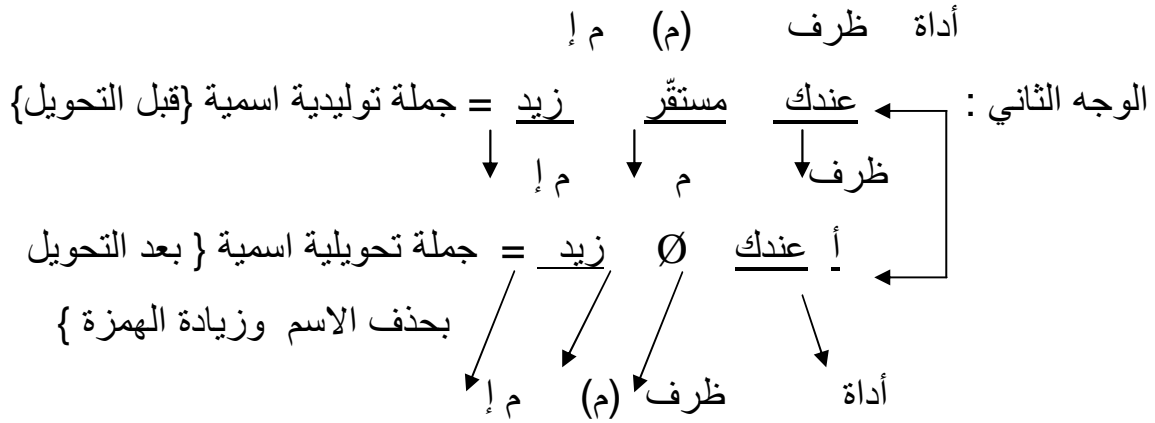 أداة ظرف (م) م إ
الوجه الثاني : عندك مستقّر زيد = جملة توليدية اسمية {قبل التحويل}
ظرف م م إ
أ عندك Ø زيد = جملة تحويلية اسمية { بعد التحويل
بحذف الاسم وزيادة الهمزة }
أداة ظرف (م) م إ